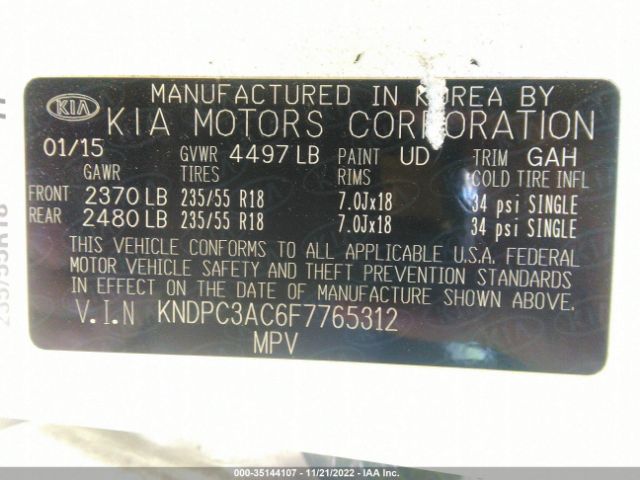 MANUFACTURED IN KOREA BY
KIA KIA MOTORS CORPORATION
01/15 GVWR 4497 LB PAINT UD TRIM GAH
GAWR TIRES RIMS COLD TIRE INFL
FRONT 2370 LB 235/55 R18 7.0Jx18 34 psi SINGLE
REAR 2480 LB 235/55 R18 7.0Jx18 34 psi SINGLE
THIS VEHICLE CONFORMS TO ALL APPLICABLE U.S.A. FEDERAL
MOTOR VEHICLE SAFETY AND THEFT PREVENTION STANDARDS
IN EFFECT ON THE DATE OF MANUFACTURE SHOWN ABOVE.
V.I.N KNDPC3AC6F7765312
MPV
235/55R18
000-35144107 - 11/21/2022 - IAA Inc.